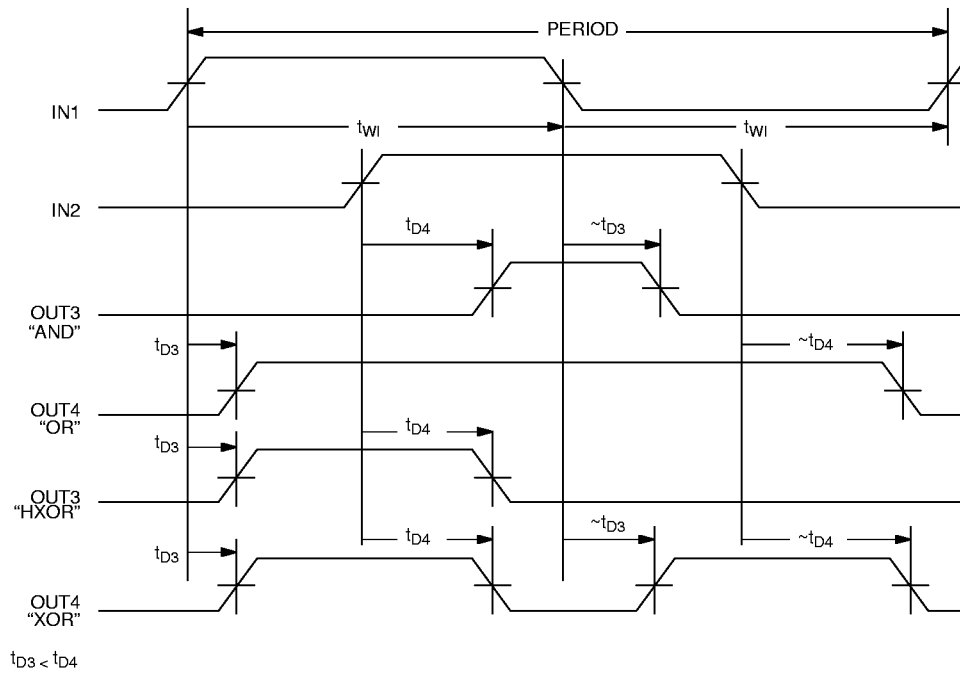 PERIOD
IN1
tWI tWI
IN2
tD4 ~tD3
OUT3
“AND”
tD3 ~tD4
OUT4
“OR”
tD3 tD4
OUT3
“HXOR”
tD3 tD4 ~tD3 ~tD4
OUT4
“XOR”
tD3 < tD4